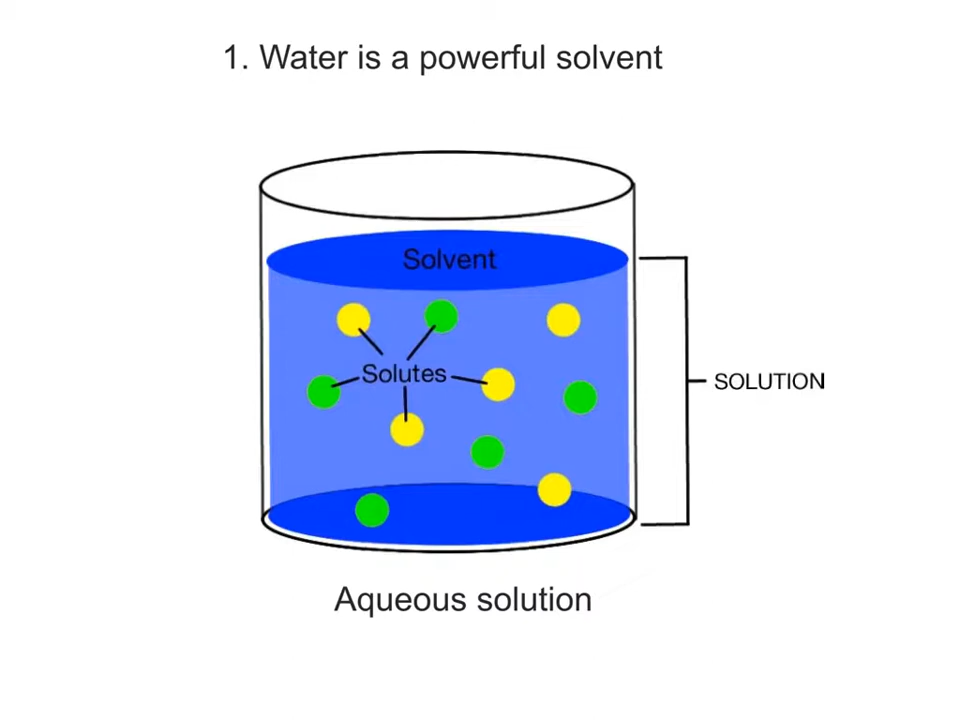 1. Water is a powerful solvent
Solvent
Solutes
SOLUTION
Aqueous solution